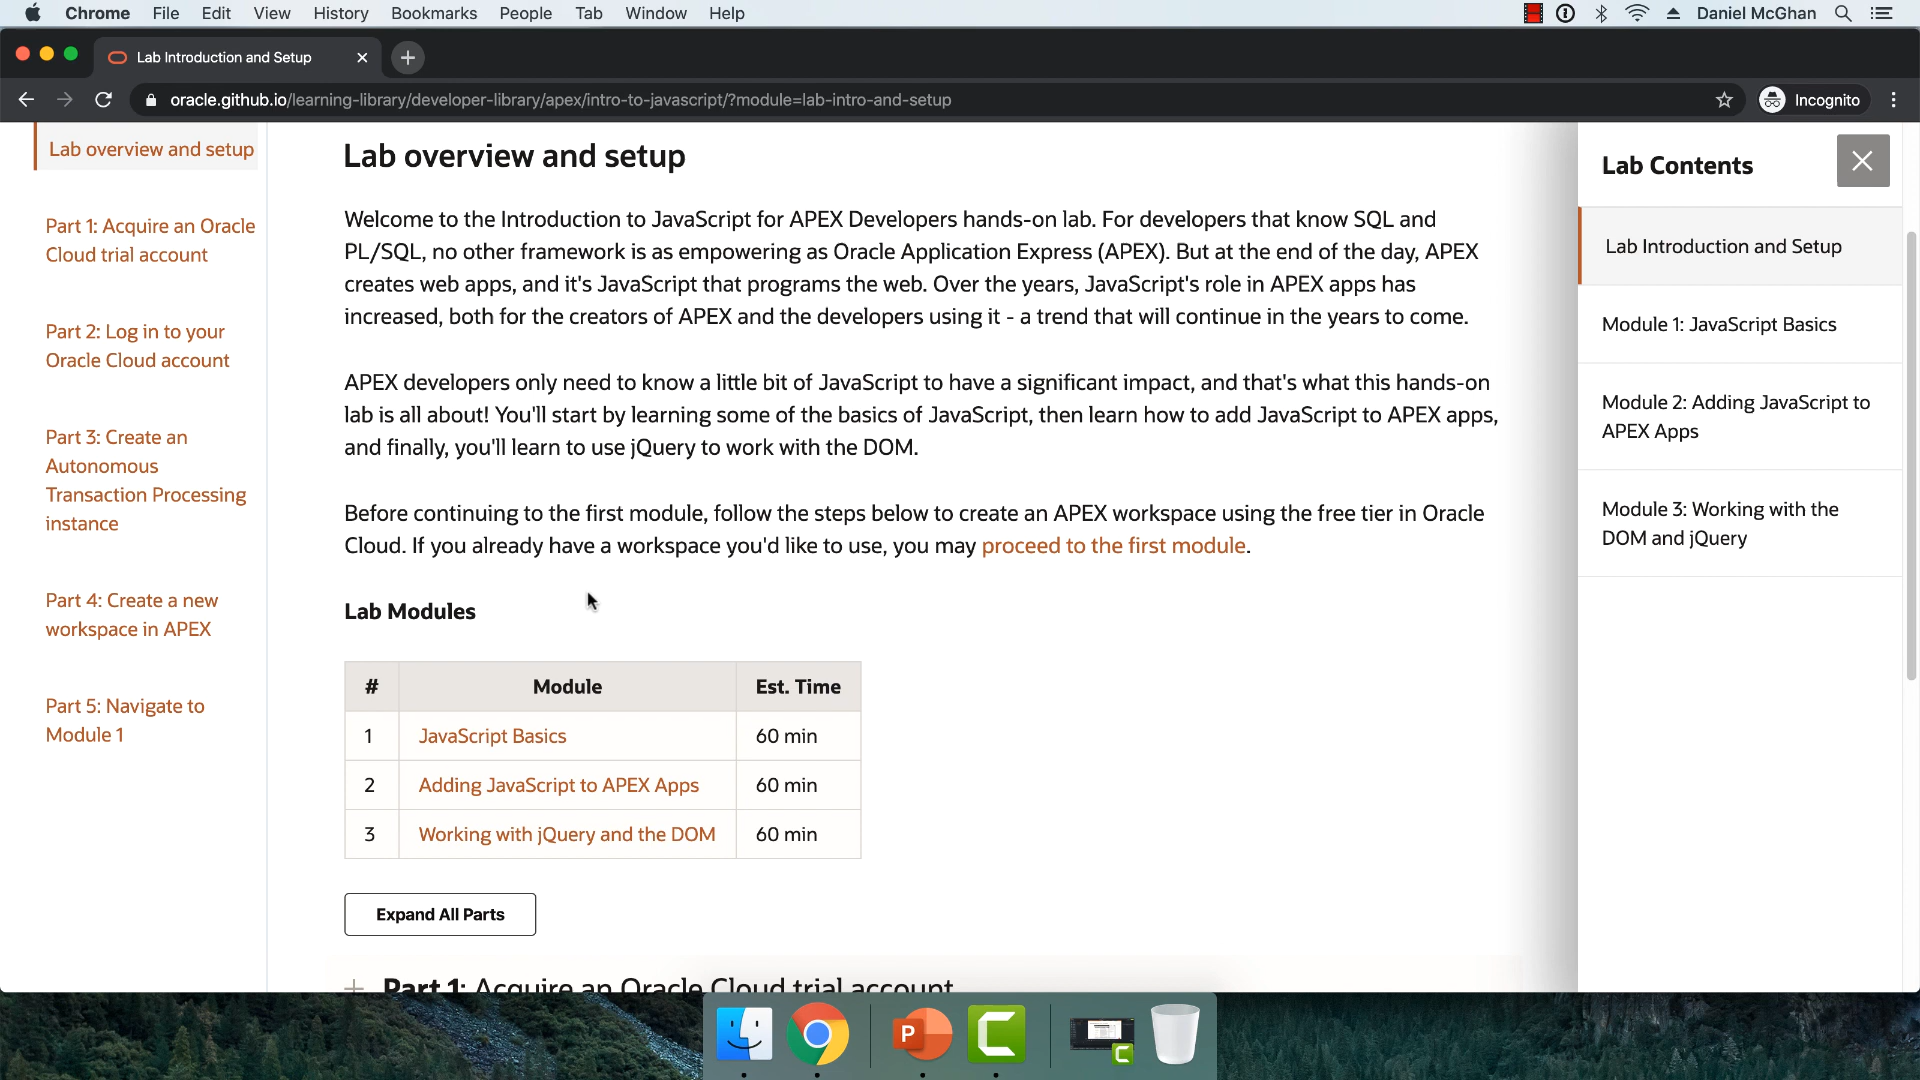 Chrome File Edit View History Bookmarks People Tab Window Help Daniel McGhan
Lab Introduction and Setup
oracle.github.io/learning-library/developer-library/apex/intro-to-javascript/?module=lab-intro-and-setup
Incognito
Lab overview and setup
Part 1: Acquire an Oracle
Cloud trial account
Part 2: Log in to your
Oracle Cloud account
Part 3: Create an
Autonomous
Transaction Processing
instance
Part 4: Create a new
workspace in APEX
Part 5: Navigate to
Module 1
Lab overview and setup
Welcome to the Introduction to JavaScript for APEX Developers hands-on lab. For developers that know SQL and
PL/SQL, no other framework is as empowering as Oracle Application Express (APEX). But at the end of the day, APEX
creates web apps, and it's JavaScript that programs the web. Over the years, JavaScript's role in APEX apps has
increased, both for the creators of APEX and the developers using it - a trend that will continue in the years to come.
APEX developers only need to know a little bit of JavaScript to have a significant impact, and that's what this hands-on
lab is all about! You'll start by learning some of the basics of JavaScript, then learn how to add JavaScript to APEX apps,
and finally, you'll learn to use jQuery to work with the DOM.
Before continuing to the first module, follow the steps below to create an APEX workspace using the free tier in Oracle
Cloud. If you already have a workspace you'd like to use, you may proceed to the first module.
Lab Modules
# Module Est. Time
1 JavaScript Basics 60 min
2 Adding JavaScript to APEX Apps 60 min
3 Working with jQuery and the DOM 60 min
Expand All Parts
Part 1: Acquire an Oracle Cloud trial account
Lab Contents
Lab Introduction and Setup
Module 1: JavaScript Basics
Module 2: Adding JavaScript to
APEX Apps
Module 3: Working with the
DOM and jQuery
P
C
C